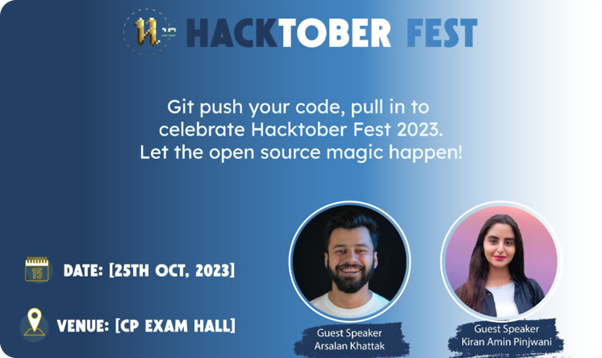 HACKTOBER FEST
Git push your code, pull in to
celebrate Hacktober Fest 2023.
Let the open source magic happen!
15
DATE: [25TH OCT, 2023]
VENUE: [CP EXAM HALL]
Guest Speaker
Arsalan Khattak
Guest Speaker
Kiran Amin Pinjwani